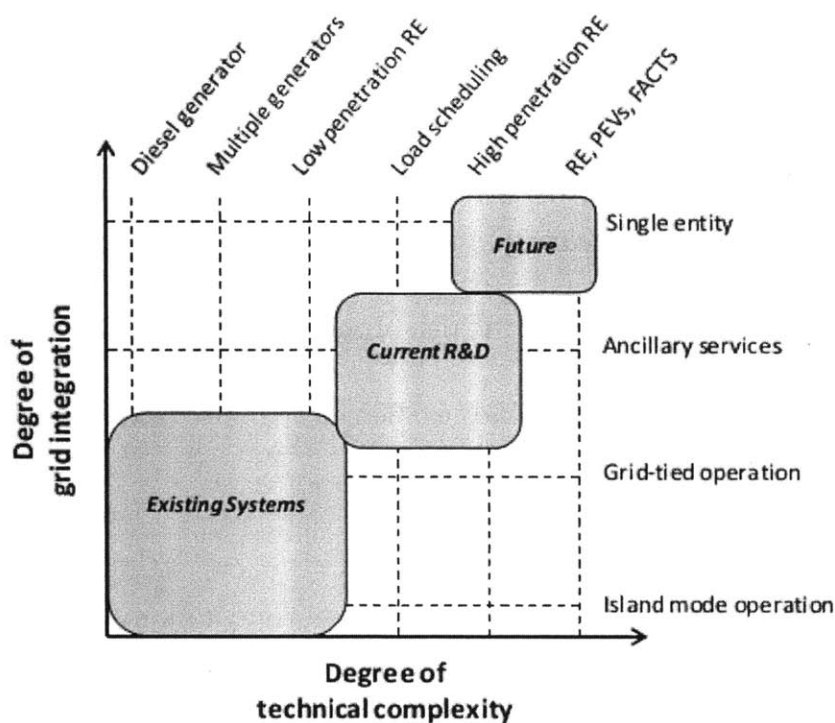 Diesel generator
Multiple generators
Low penetration RE
Load scheduling
High penetration RE
RE, PEVs, FACTS
Single entity
Future
Ancillary services
Current R&D
Degree of
grid integration
Grid-tied operation
Existing Systems
Island mode operation
Degree of
technical complexity